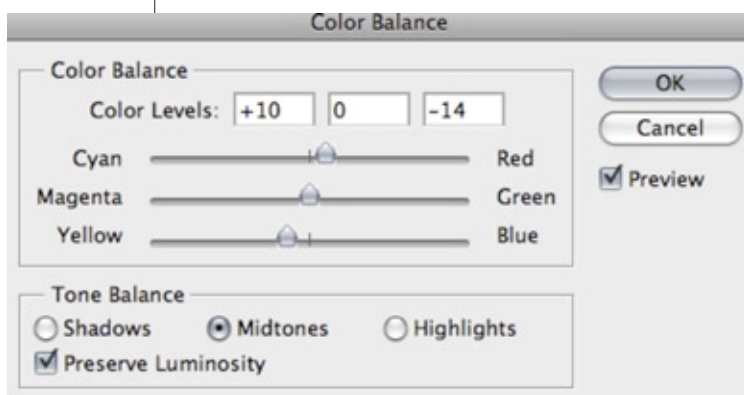 Color Balance
Color Balance
Color Levels: +10 0 -14
Cyan Red
Magenta Green
Yellow Blue
OK
Cancel
Preview
Tone Balance
Shadows Midtones Highlights
Preserve Luminosity